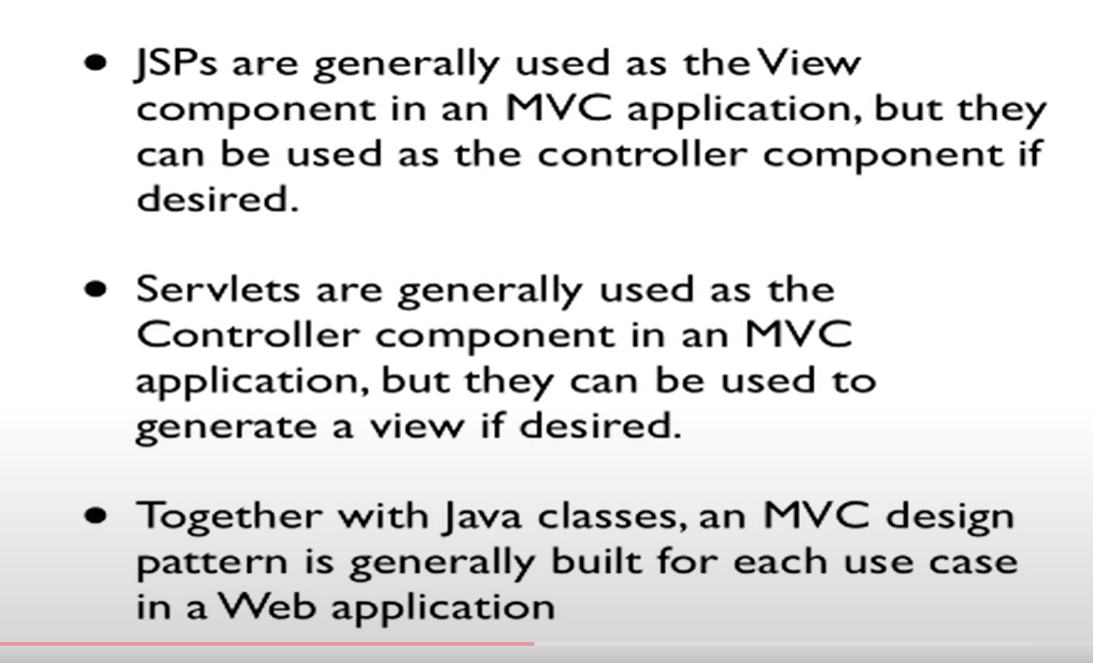 • JSPs are generally used as the View
component in an MVC application, but they
can be used as the controller component if
desired.
• Servlets are generally used as the
Controller component in an MVC
application, but they can be used to
generate a view if desired.
• Together with Java classes, an MVC design
pattern is generally built for each use case
in a Web application